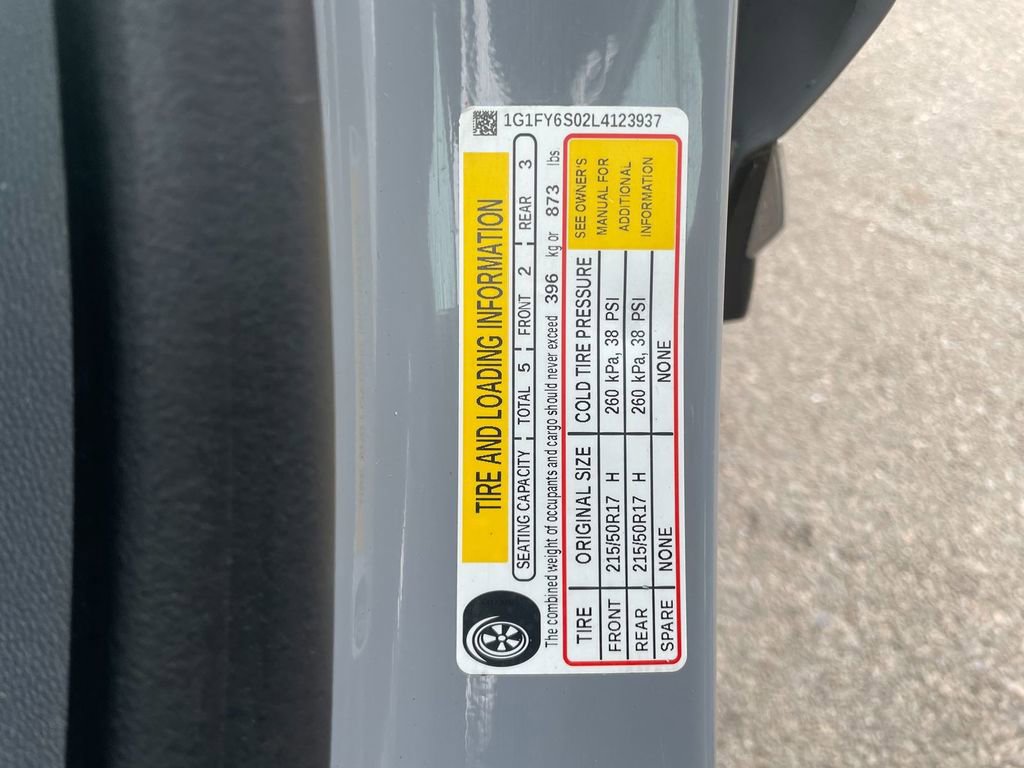 1G1FY6S02L4123937
TIRE AND LOADING INFORMATION
SEATING CAPACITY TOTAL 5 FRONT 2 REAR 3
The combined weight of occupants and cargo should never exceed 396 kg or 873 lbs
TIRE ORIGINAL SIZE COLD TIRE PRESSURE
FRONT 215/50R17 H 260 kPa, 38 PSI
REAR 215/50R17 H 260 kPa, 38 PSI
SPARE NONE NONE
SEE OWNER'S
MANUAL FOR
ADDITIONAL
INFORMATION